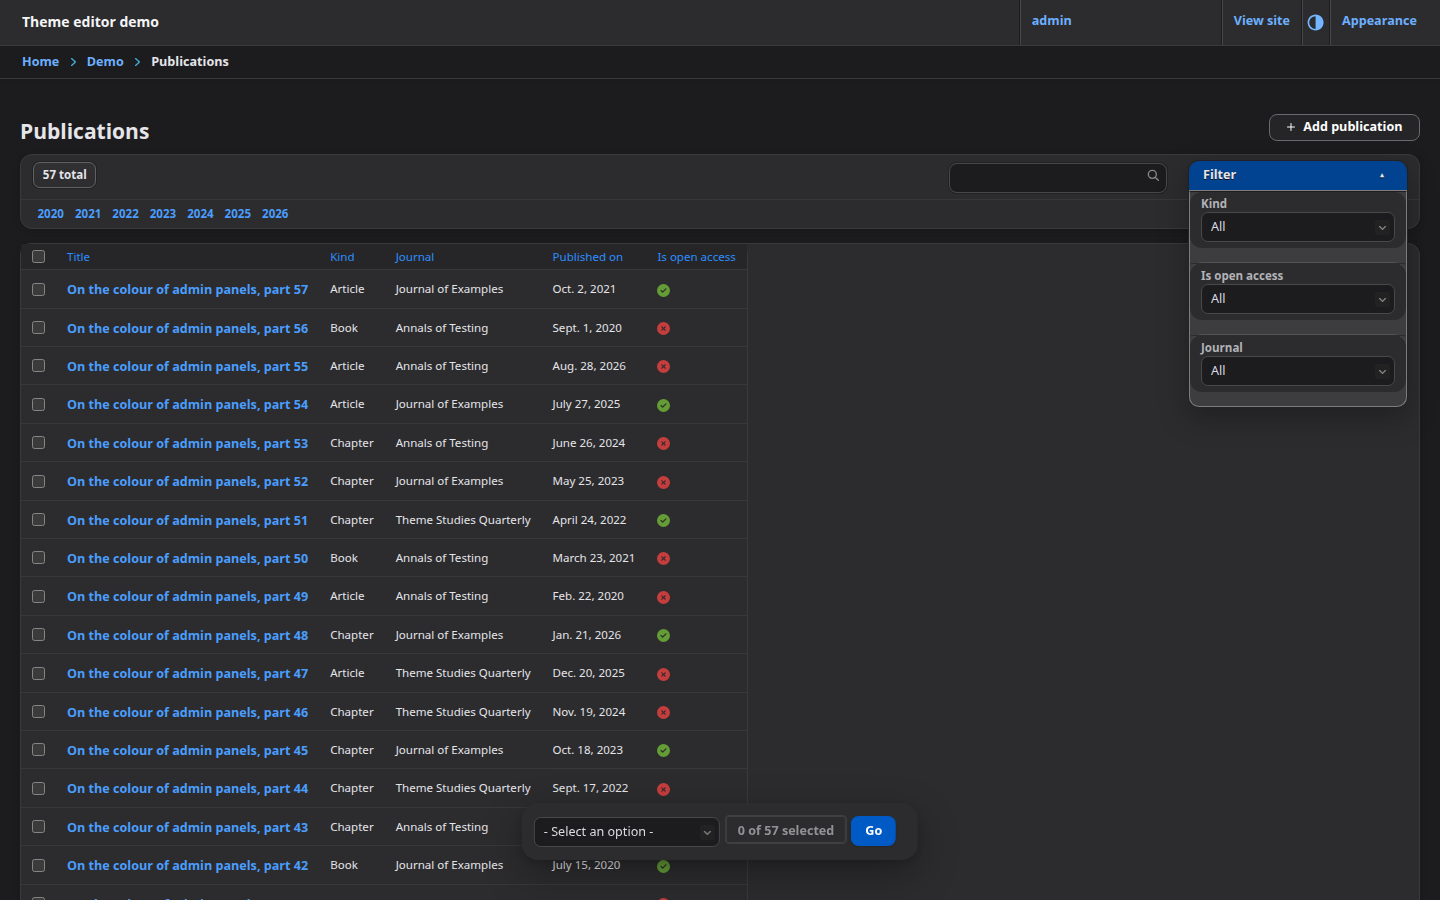 Theme editor demo
admin
View site
Appearance
Home > Demo > Publications
Publications
+ Add publication
57 total
Filter
2020 2021 2022 2023 2024 2025 2026
Kind
All
Is open access
All
Journal
All
Title Kind Journal Published on Is open access
On the colour of admin panels, part 57 Article Journal of Examples Oct. 2, 2021
On the colour of admin panels, part 56 Book Annals of Testing Sept. 1, 2020
On the colour of admin panels, part 55 Article Annals of Testing Aug. 28, 2026
On the colour of admin panels, part 54 Article Journal of Examples July 27, 2025
On the colour of admin panels, part 53 Chapter Annals of Testing June 26, 2024
On the colour of admin panels, part 52 Chapter Journal of Examples May 25, 2023
On the colour of admin panels, part 51 Chapter Theme Studies Quarterly April 24, 2022
On the colour of admin panels, part 50 Book Annals of Testing March 23, 2021
On the colour of admin panels, part 49 Article Annals of Testing Feb. 22, 2020
On the colour of admin panels, part 48 Chapter Journal of Examples Jan. 21, 2026
On the colour of admin panels, part 47 Article Theme Studies Quarterly Dec. 20, 2025
On the colour of admin panels, part 46 Chapter Theme Studies Quarterly Nov. 19, 2024
On the colour of admin panels, part 45 Chapter Journal of Examples Oct. 18, 2023
On the colour of admin panels, part 44 Chapter Theme Studies Quarterly Sept. 17, 2022
On the colour of admin panels, part 43 Chapter Annals of Testing
- Select an option - 0 of 57 selected Go
On the colour of admin panels, part 42 Book Journal of Examples July 15, 2020